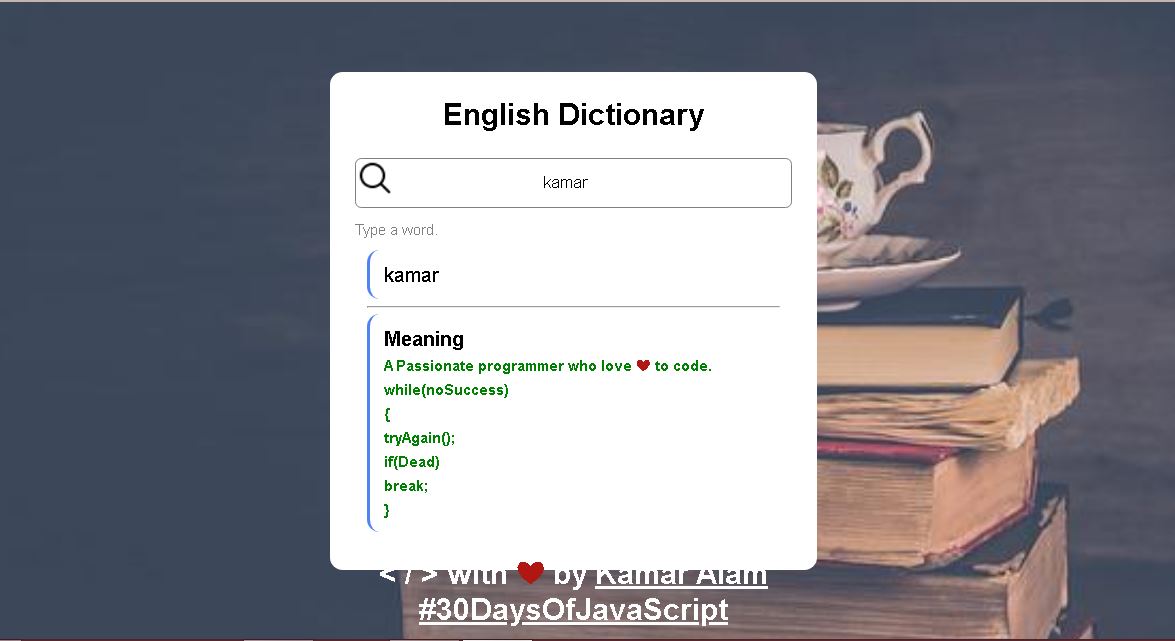 English Dictionary
kamar
Type a word.
kamar
Meaning
A Passionate programmer who love ❤ to code.
while(noSuccess)
{
tryAgain();
if(Dead)
break;
}
< / > with ❤ by Kamar Alam
#30DaysOfJavaScript